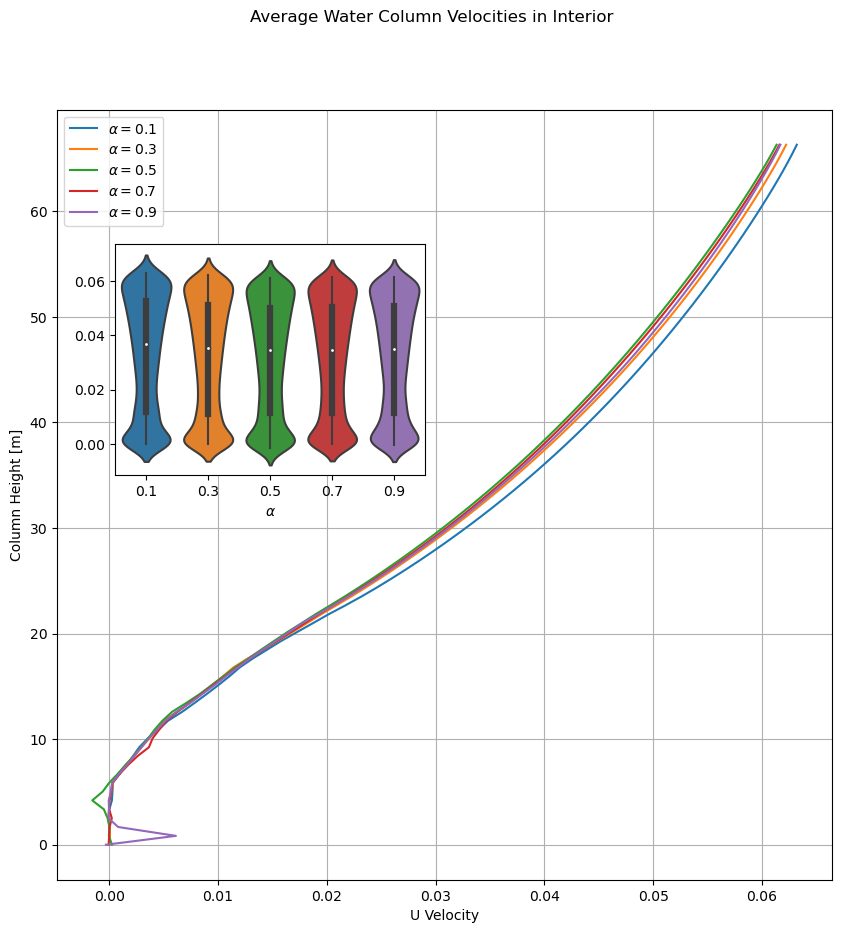 Average Water Column Velocities in Interior
α = 0.1
α = 0.3
α = 0.5
α = 0.7
α = 0.9
60
50
40
30
20
10
0
Column Height [m]
0.06
0.04
0.02
0.00
0.1 0.3 0.5 0.7 0.9
α
0.00 0.01 0.02 0.03 0.04 0.05 0.06
U Velocity